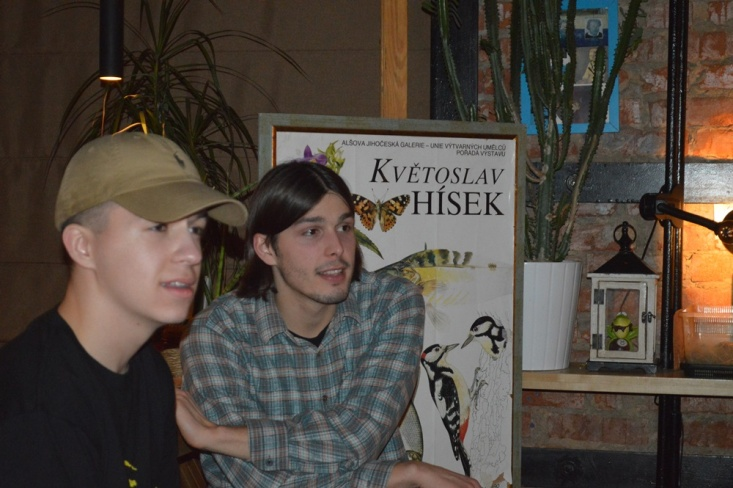 ALŠOVA JIHOČESKÁ GALERIE – UNIE VÝTVARNÝCH UMĚLCŮ
POŘÁDÁ VÝSTAVU
KVĚTOSLAV
HÍSEK